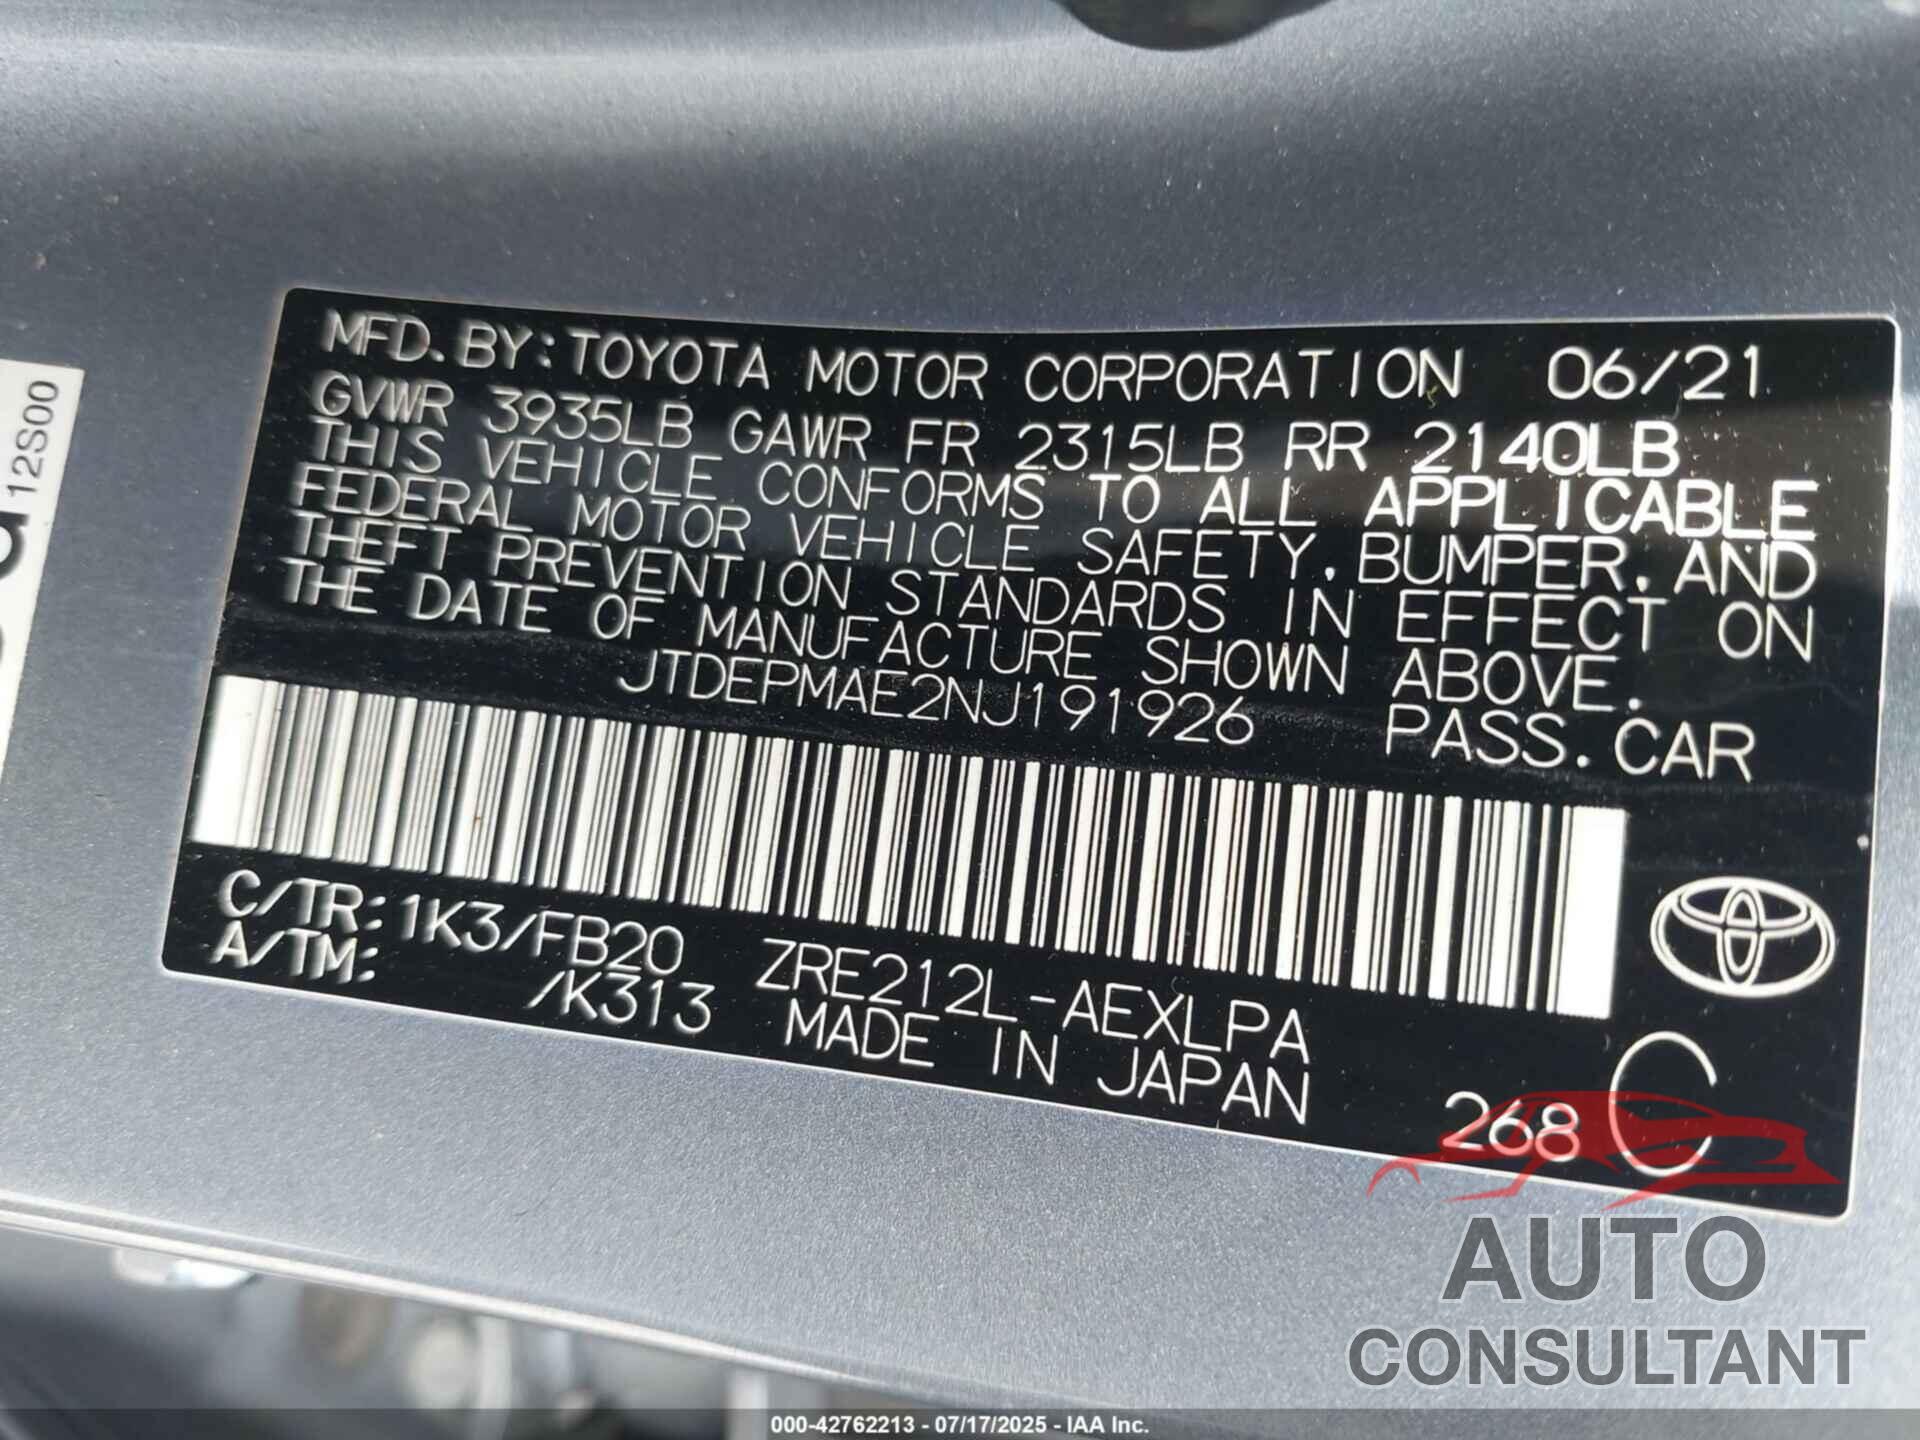 MFD.BY:TOYOTA MOTOR CORPORATION 06/21
GVWR 3935LB GAWR FR 2315LB RR 2140LB
THIS VEHICLE CONFORMS TO ALL APPLICABLE
FEDERAL MOTOR VEHICLE SAFETY,BUMPER,AND
THEFT PREVENTION STANDARDS IN EFFECT ON
THE DATE OF MANUFACTURE SHOWN ABOVE.
JTDEPMAE2NJ191926 PASS.CAR
C/TR:1K3/FB20 ZRE212L-AEXLPA
A/TM: /K313 MADE IN JAPAN
268 C
12S00
AUTO
CONSULTANT
000-42762213 - 07/17/2025 - IAA Inc.